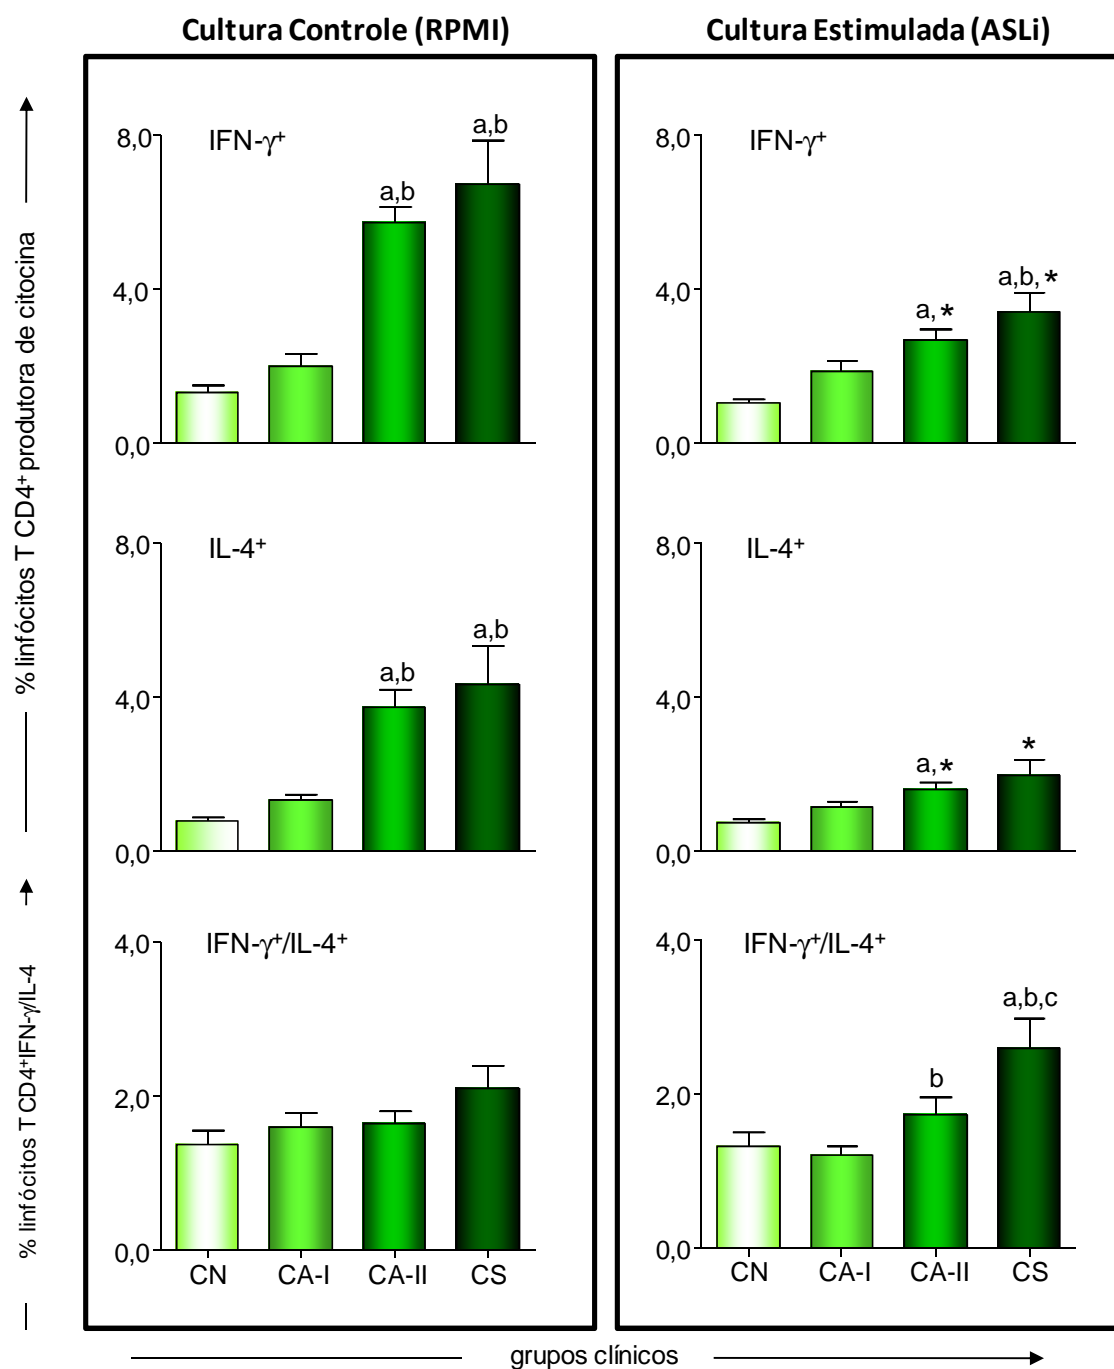 Cultura Controle (RPMI)
Cultura Estimulada (ASLi)
% linfócitos T CD4⁺ produtora de citocina
% linfócitos T CD4⁺IFN-γ/IL-4
8,0
IFN-γ⁺
a,b
a,b
4,0
0,0
8,0
IL-4⁺
a,b
a,b
4,0
0,0
4,0
IFN-γ⁺/IL-4⁺
2,0
0,0
CN CA-I CA-II CS
8,0
IFN-γ⁺
a,b,*
a,*
4,0
0,0
8,0
IL-4⁺
4,0
*
a,*
0,0
4,0
IFN-γ⁺/IL-4⁺
a,b,c
b
2,0
0,0
CN CA-I CA-II CS
grupos clínicos